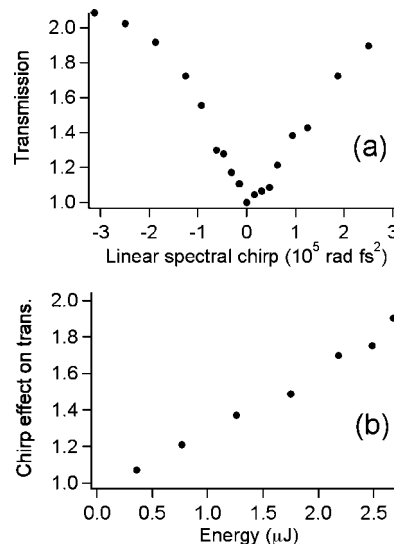 2.0
1.8
1.6
1.4
1.2
1.0
Transmission
(a)
-3 -2 -1 0 1 2 3
Linear spectral chirp (10⁵ rad fs²)
2.0
1.8
1.6
1.4
1.2
1.0
Chirp effect on trans.
(b)
0.0 0.5 1.0 1.5 2.0 2.5
Energy (μJ)